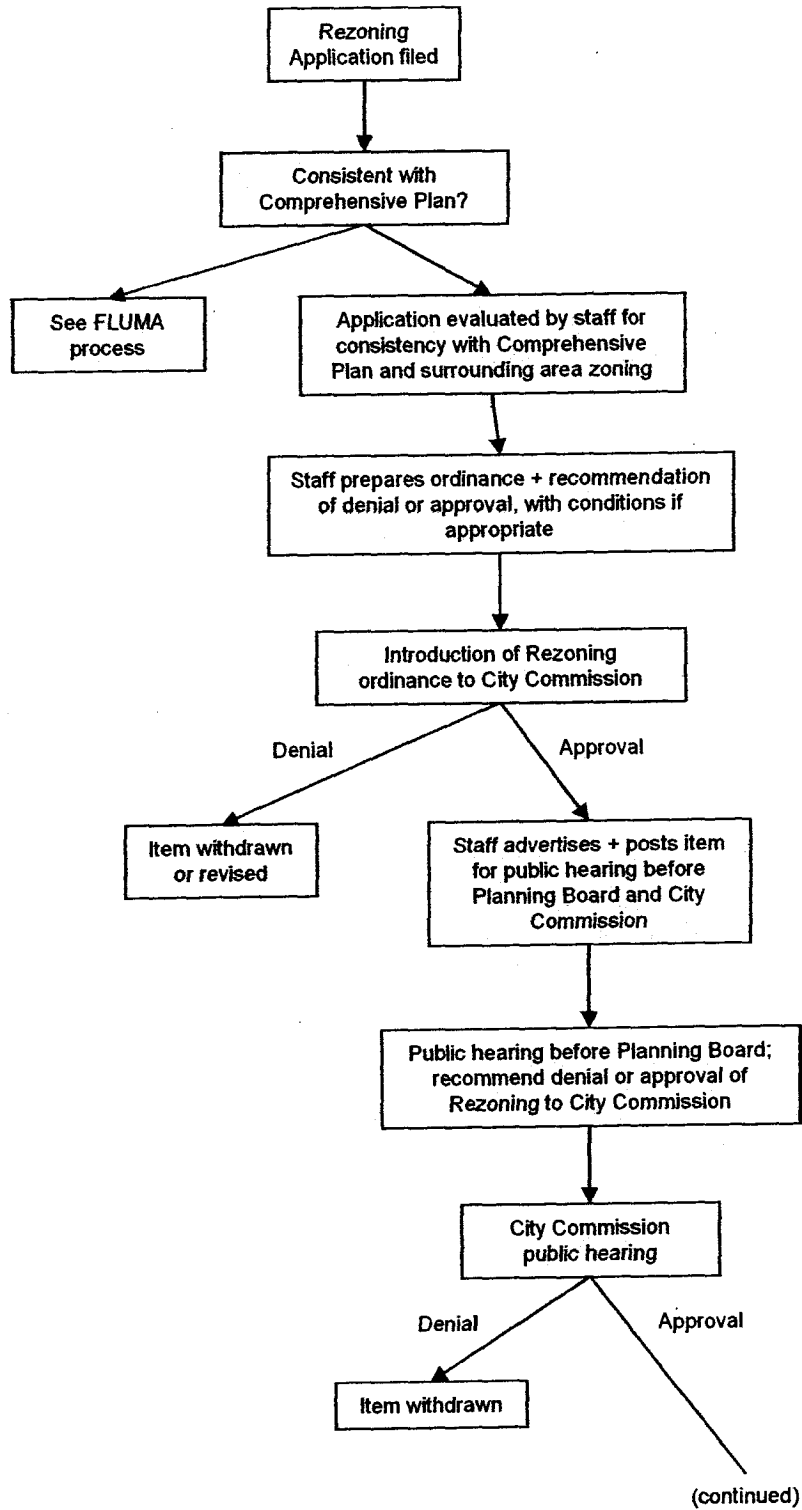 Rezoning
Application filed
Consistent with
Comprehensive Plan?
See FLUMA
process
Application evaluated by staff for
consistency with Comprehensive
Plan and surrounding area zoning
Staff prepares ordinance + recommendation
of denial or approval, with conditions if
appropriate
Introduction of Rezoning
ordinance to City Commission
Denial
Approval
Item withdrawn
or revised
Staff advertises + posts item
for public hearing before
Planning Board and City
Commission
Public hearing before Planning Board;
recommend denial or approval of
Rezoning to City Commission
City Commission
public hearing
Denial
Approval
Item withdrawn
(continued)